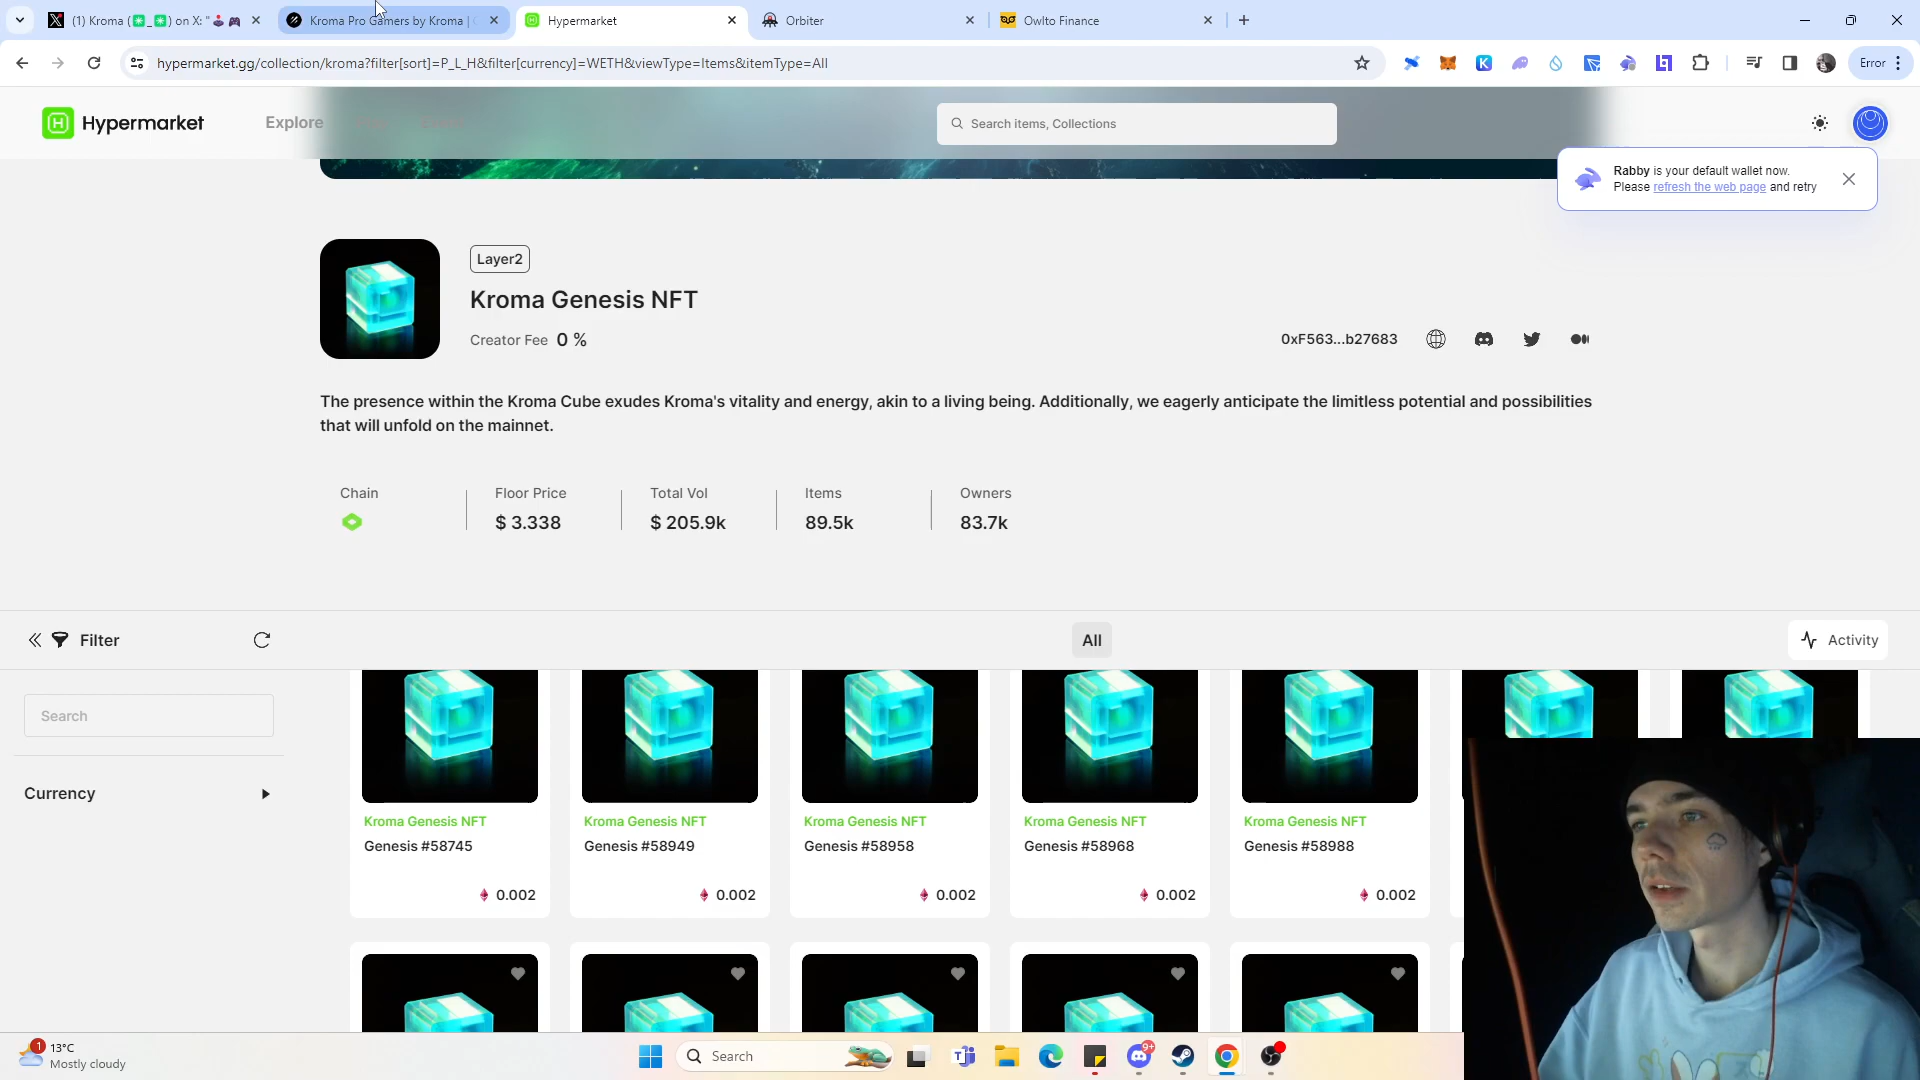 (1) Kroma (✳️_✳️) on X: "🕹️ 🎮
Kroma Pro Gamers by Kroma |
Hypermarket
Orbiter
Owlto Finance
hypermarket.gg/collection/kroma?filter[sort]=P_L_H&filter[currency]=WETH&viewType=Items&itemType=All
Error
Hypermarket
Explore
Search items, Collections
Rabby is your default wallet now.
Please refresh the web page and retry
Layer2
Kroma Genesis NFT
Creator Fee 0 %
0xF563...b27683
The presence within the Kroma Cube exudes Kroma's vitality and energy, akin to a living being. Additionally, we eagerly anticipate the limitless potential and possibilities
that will unfold on the mainnet.
Chain
Floor Price
Total Vol
Items
Owners
$ 3.338
$ 205.9k
89.5k
83.7k
Filter
All
Activity
Search
Currency
Kroma Genesis NFT
Kroma Genesis NFT
Kroma Genesis NFT
Kroma Genesis NFT
Kroma Genesis NFT
Genesis #58745
Genesis #58949
Genesis #58958
Genesis #58968
Genesis #58988
0.002
0.002
0.002
0.002
0.002
1
13°C
Mostly cloudy
Search
9+